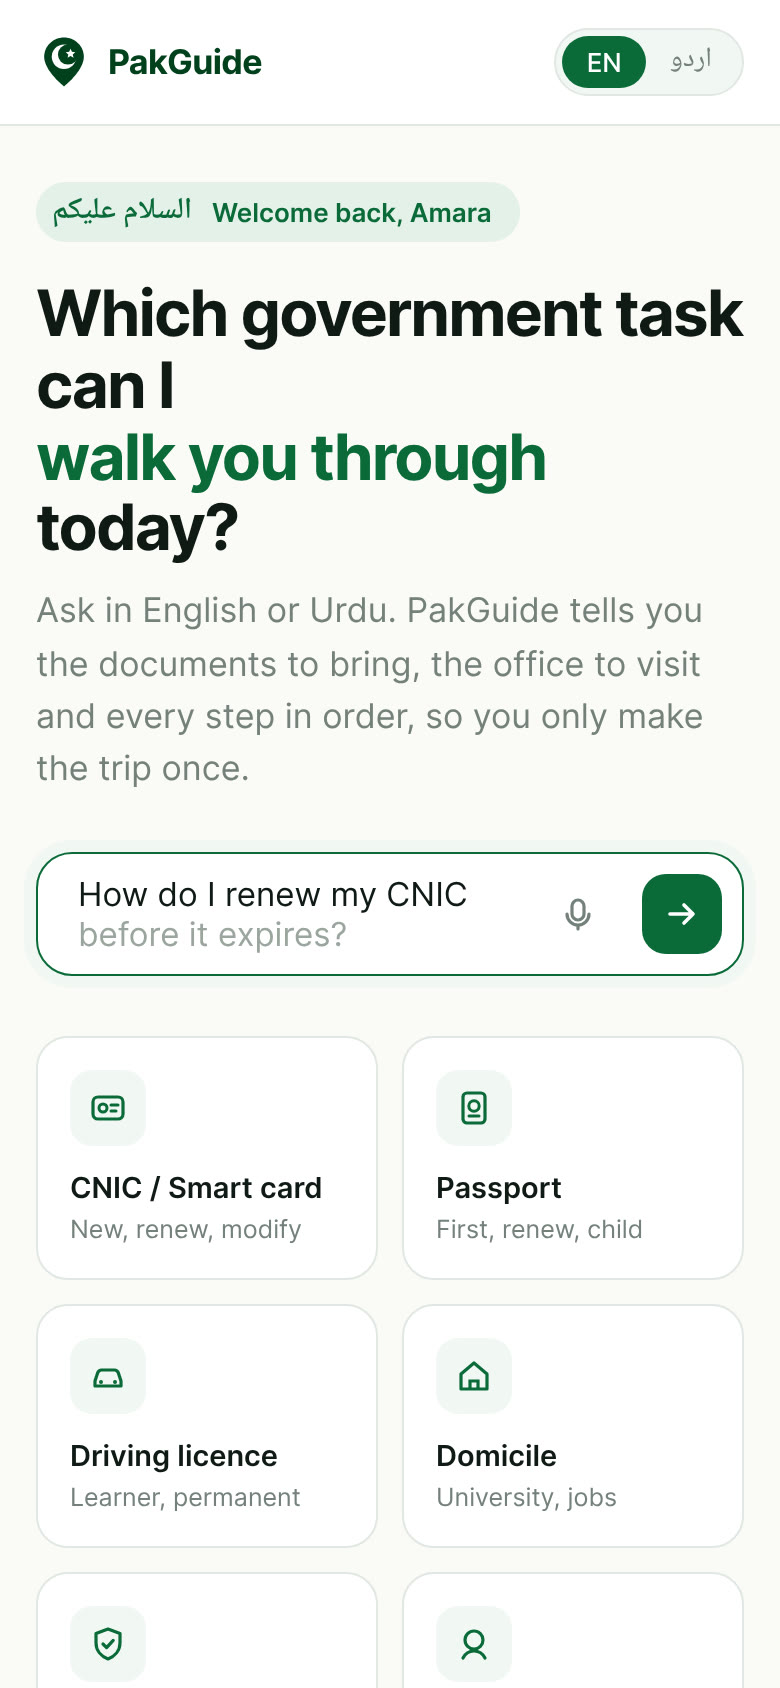 PakGuide
EN اردو
السلام علیکم Welcome back, Amara
Which government task
can I
walk you through
today?
Ask in English or Urdu. PakGuide tells you
the documents to bring, the office to visit
and every step in order, so you only make
the trip once.
How do I renew my CNIC
before it expires?
CNIC / Smart card
New, renew, modify
Passport
First, renew, child
Driving licence
Learner, permanent
Domicile
University, jobs